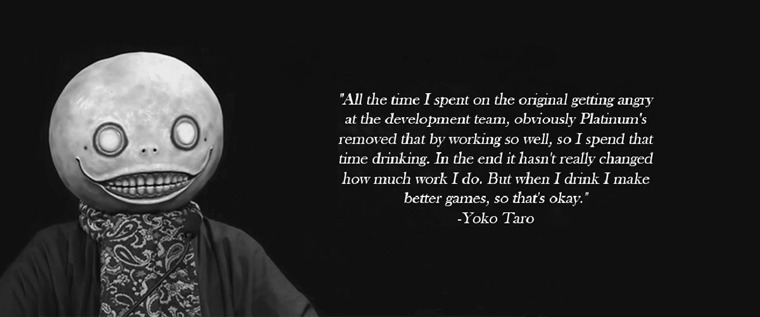 "All the time I spent on the original getting angry
at the development team, obviously Platinum's
removed that by working so well, so I spend that
time drinking. In the end it hasn't really changed
how much work I do. But when I drink I make
better games, so that's okay."
-Yoko Taro